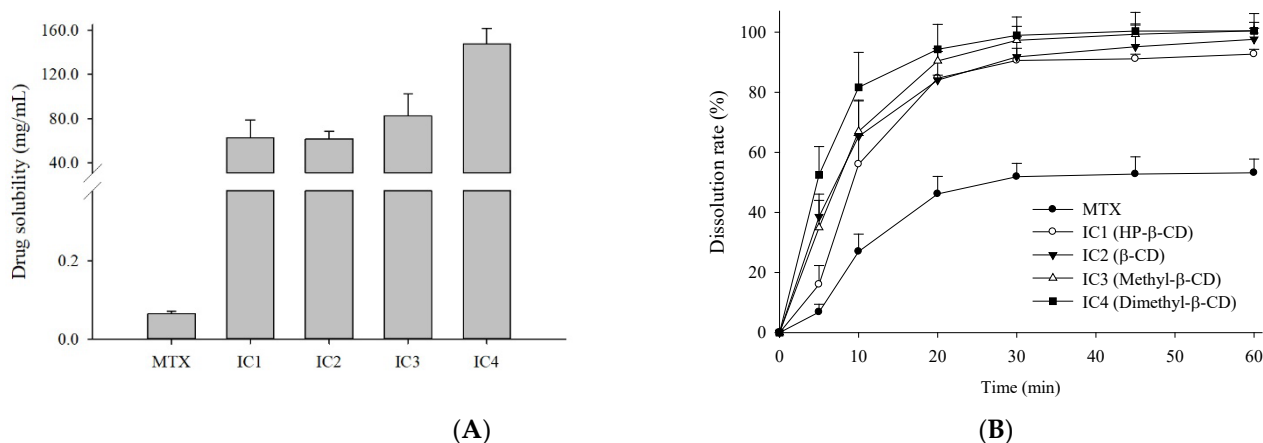 Drug solubility (mg/mL)
160.0
120.0
80.0
40.0
0.2
0.0
MTX IC1 IC2 IC3 IC4
(A)
Dissolution rate (%)
100
80
60
40
20
0
MTX
IC1 (HP-β-CD)
IC2 (β-CD)
IC3 (Methyl-β-CD)
IC4 (Dimethyl-β-CD)
0 10 20 30 40 50 60
Time (min)
(B)